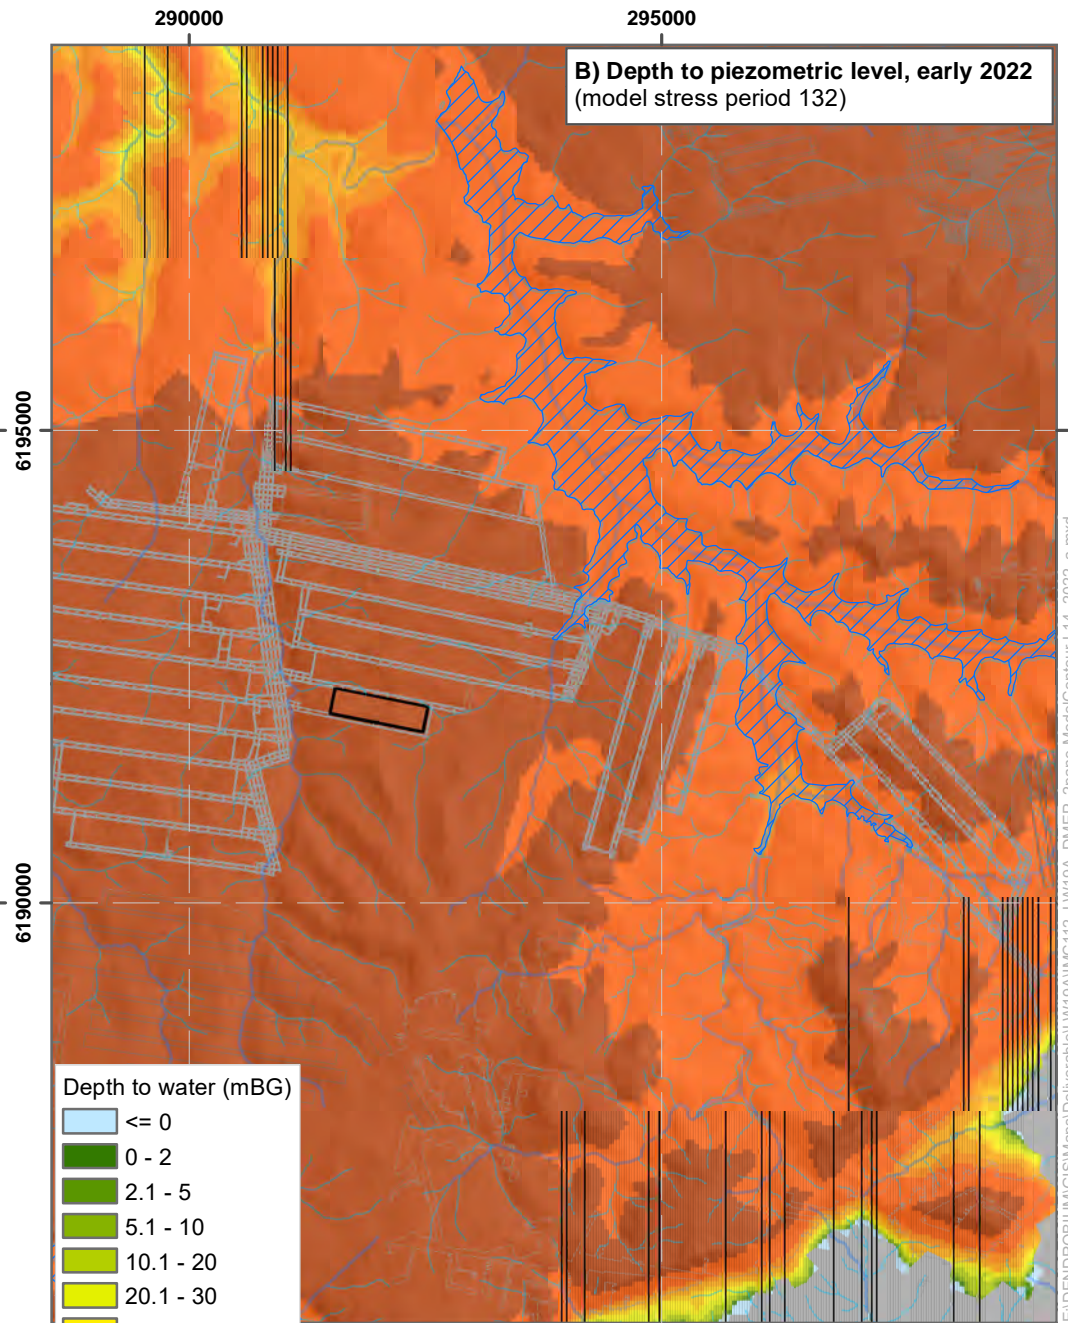 290000
295000
B) Depth to piezometric level, early 2022
(model stress period 132)
6195000
6190000
Depth to water (mBG)
<= 0
0 - 2
2.1 - 5
5.1 - 10
10.1 - 20
20.1 - 30